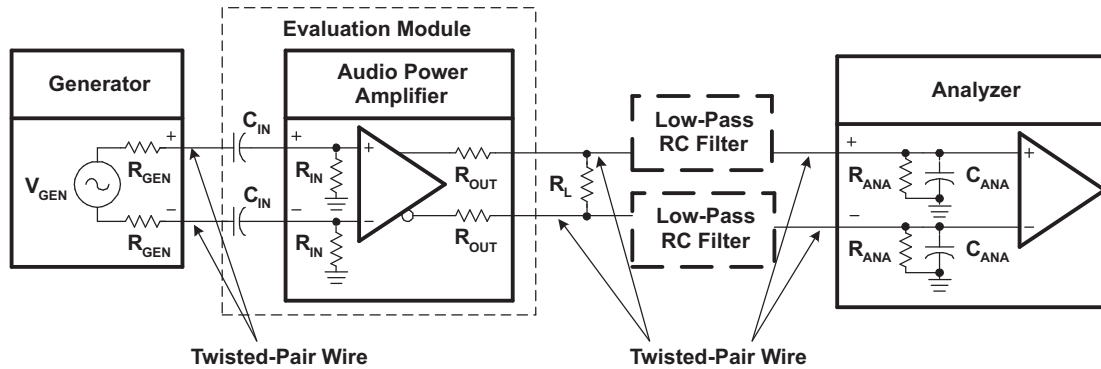 Evaluation Module
Generator
Audio Power
Amplifier
Analyzer
Low-Pass
RC Filter
Low-Pass
RC Filter
V_GEN
R_GEN
R_GEN
+
−
C_IN
C_IN
+
−
R_IN
R_IN
+
−
R_OUT
R_OUT
R_L
+
−
R_ANA
R_ANA
C_ANA
C_ANA
+
−
Twisted-Pair Wire
Twisted-Pair Wire